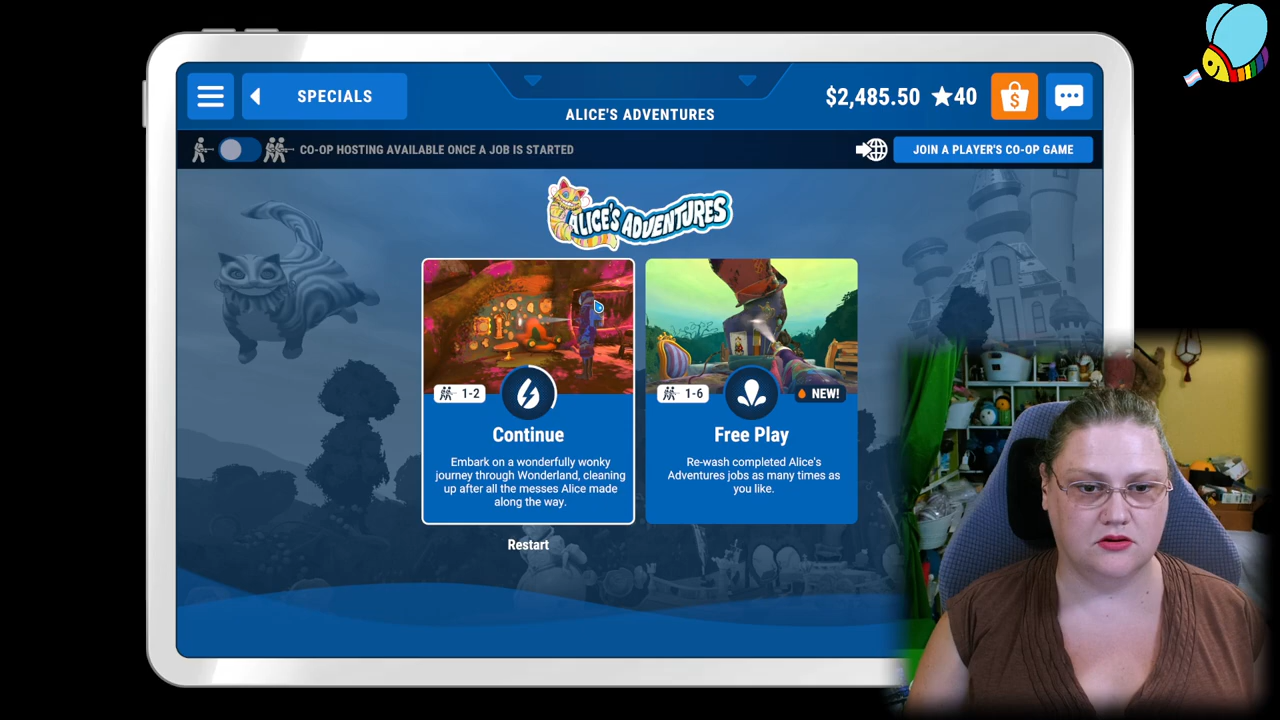 SPECIALS
ALICE'S ADVENTURES
$2,485.50 ★40
CO-OP HOSTING AVAILABLE ONCE A JOB IS STARTED
JOIN A PLAYER'S CO-OP GAME
ALICE'S ADVENTURES
1-2
Continue
Embark on a wonderfully wonky
journey through Wonderland, cleaning
up after all the messes Alice made
along the way.
1-6
NEW!
Free Play
Re-wash completed Alice's
Adventures jobs as many times as
you like.
Restart